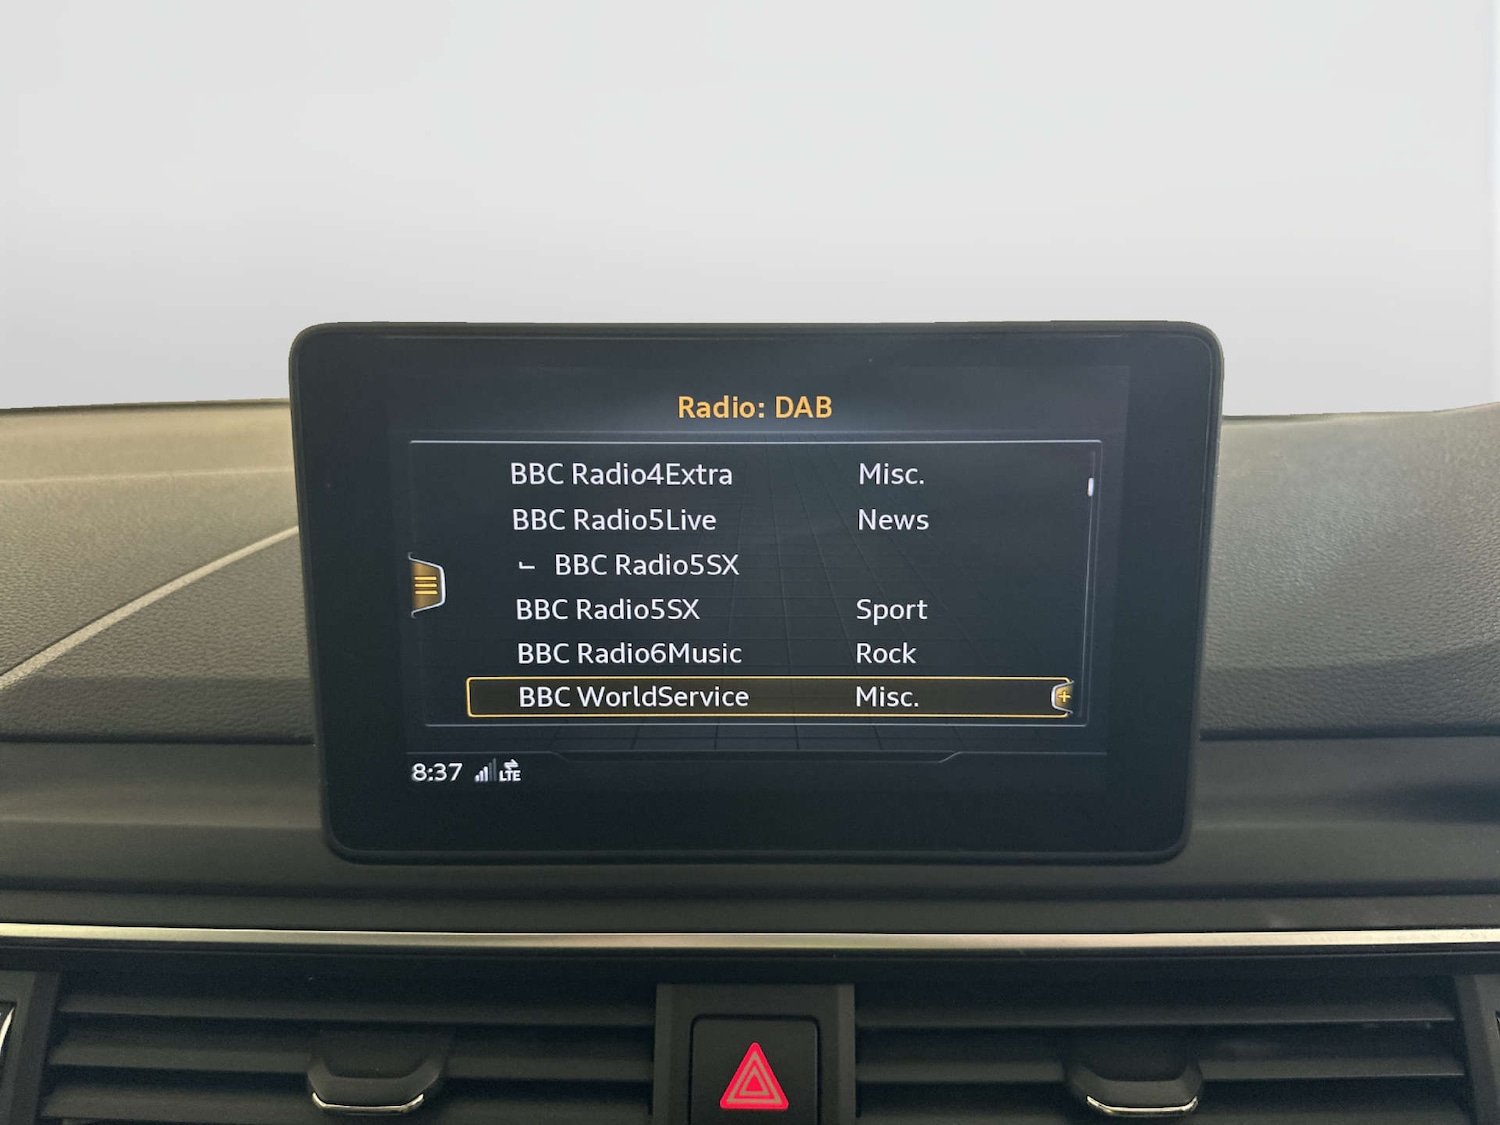 Radio: DAB
BBC Radio4Extra Misc.
BBC Radio5Live News
BBC Radio5SX
BBC Radio5SX Sport
BBC Radio6Music Rock
BBC WorldService Misc.
8:37 LTE